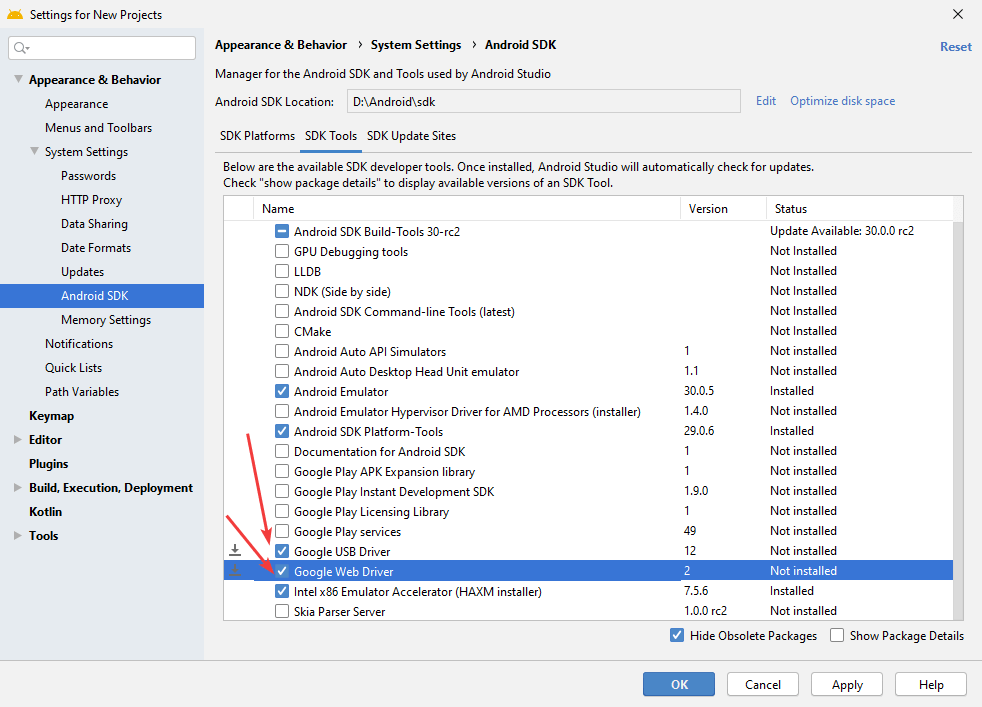 Settings for New Projects
Appearance & Behavior
Appearance
Menus and Toolbars
System Settings
Passwords
HTTP Proxy
Data Sharing
Date Formats
Updates
Android SDK
Memory Settings
Notifications
Quick Lists
Path Variables
Keymap
Editor
Plugins
Build, Execution, Deployment
Kotlin
Tools
Appearance & Behavior › System Settings › Android SDK
Reset
Manager for the Android SDK and Tools used by Android Studio
Android SDK Location: D:\Android\sdk Edit Optimize disk space
SDK Platforms SDK Tools SDK Update Sites
Below are the available SDK developer tools. Once installed, Android Studio will automatically check for updates.
Check "show package details" to display available versions of an SDK Tool.
Name Version Status
Android SDK Build-Tools 30-rc2 Update Available: 30.0.0 rc2
GPU Debugging tools Not Installed
LLDB Not Installed
NDK (Side by side) Not Installed
Android SDK Command-line Tools (latest) Not Installed
CMake Not Installed
Android Auto API Simulators 1 Not installed
Android Auto Desktop Head Unit emulator 1.1 Not installed
Android Emulator 30.0.5 Installed
Android Emulator Hypervisor Driver for AMD Processors (installer) 1.4.0 Not installed
Android SDK Platform-Tools 29.0.6 Installed
Documentation for Android SDK 1 Not installed
Google Play APK Expansion library 1 Not installed
Google Play Instant Development SDK 1.9.0 Not installed
Google Play Licensing Library 1 Not installed
Google Play services 49 Not installed
Google USB Driver 12 Not installed
Google Web Driver 2 Not installed
Intel x86 Emulator Accelerator (HAXM installer) 7.5.6 Installed
Skia Parser Server 1.0.0 rc2 Not installed
Hide Obsolete Packages Show Package Details
OK Cancel Apply Help